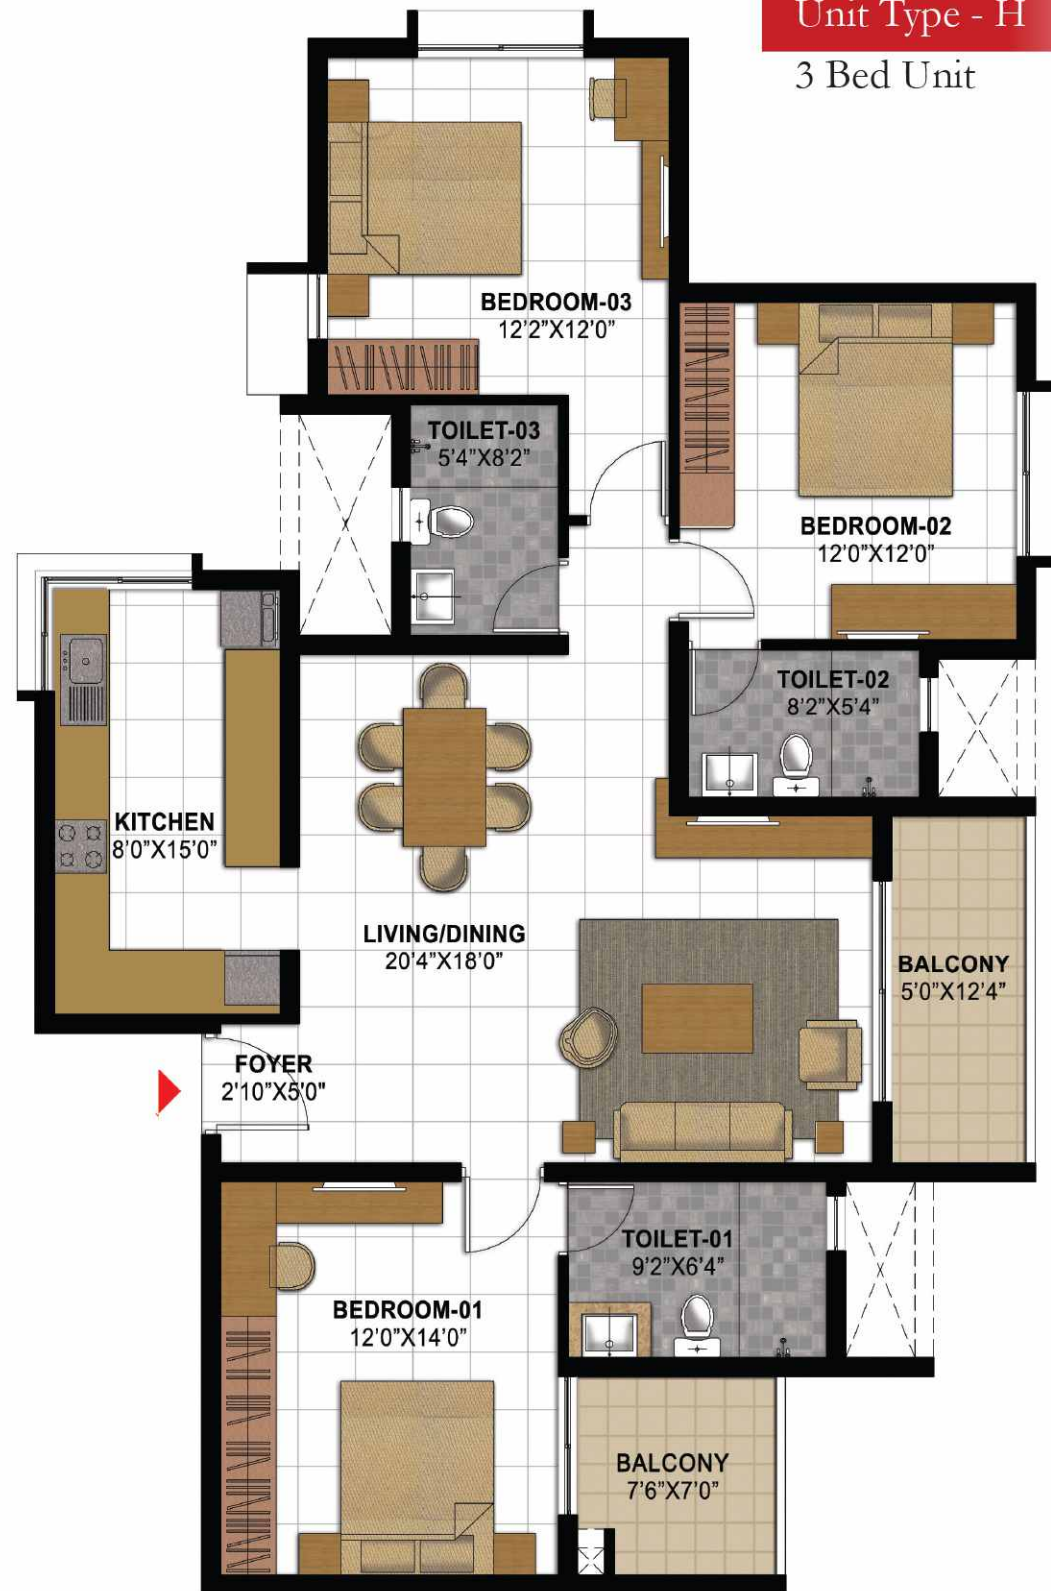 Unit Type - H
3 Bed Unit
BEDROOM-03
12'2"X12'0"
TOILET-03
5'4"X8'2"
BEDROOM-02
12'0"X12'0"
TOILET-02
8'2"X5'4"
KITCHEN
8'0"X15'0"
LIVING/DINING
20'4"X18'0"
BALCONY
5'0"X12'4"
FOYER
2'10"X5'0"
TOILET-01
9'2"X6'4"
BEDROOM-01
12'0"X14'0"
BALCONY
7'6"X7'0"